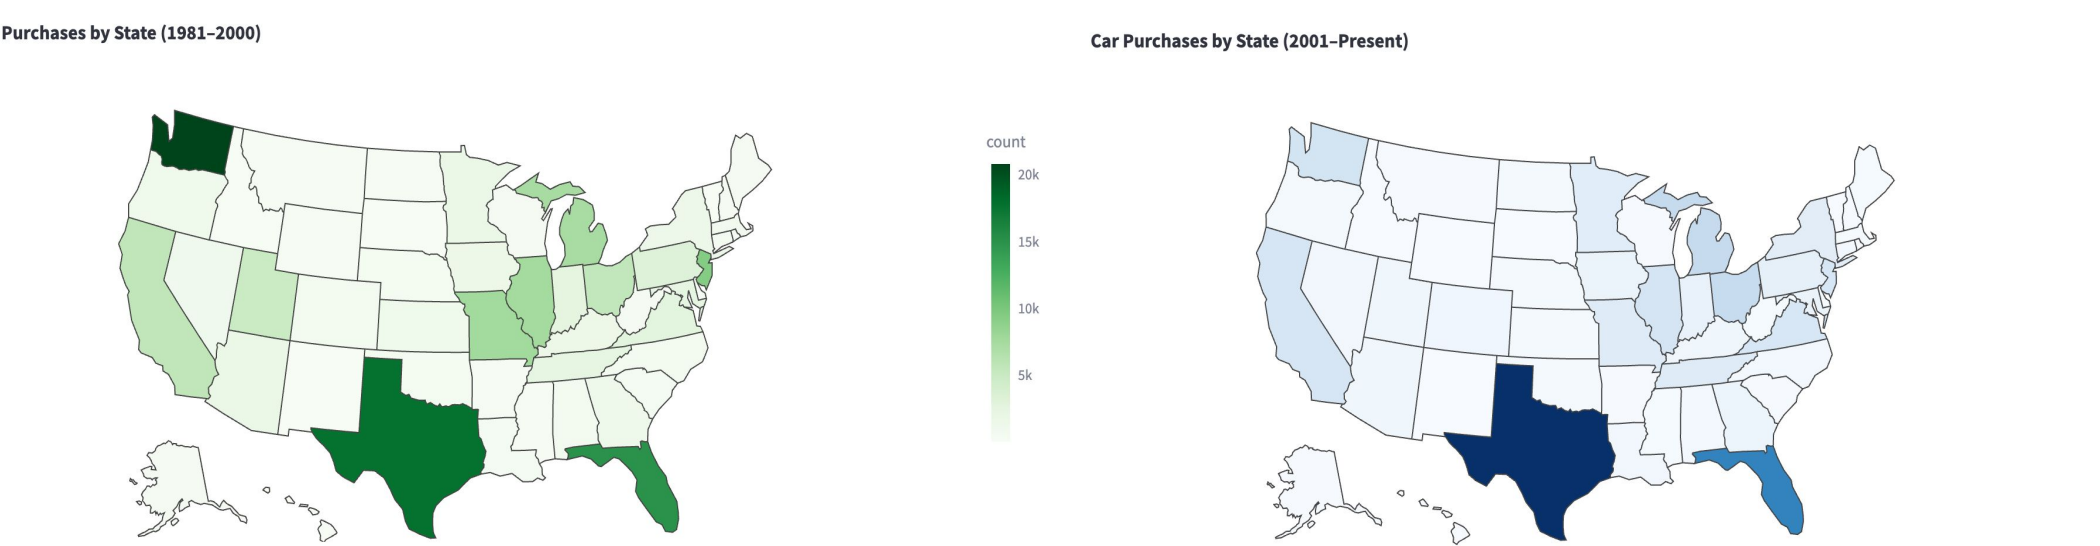 Purchases by State (1981–2000)
Car Purchases by State (2001–Present)
count
20k
15k
10k
5k